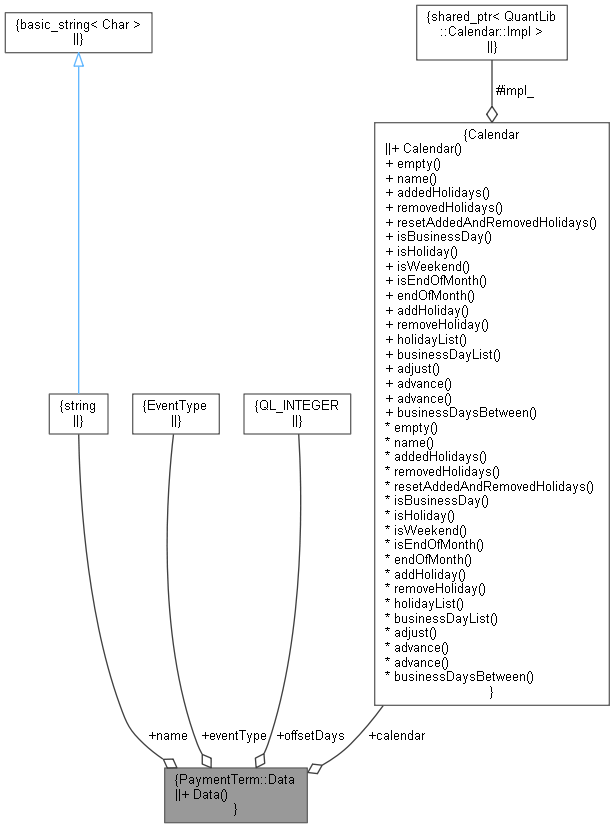 {basic_string< Char >
||}
{shared_ptr< QuantLib
::Calendar::Impl >
||}
#impl_
{Calendar
||+ Calendar()
+ empty()
+ name()
+ addedHolidays()
+ removedHolidays()
+ resetAddedAndRemovedHolidays()
+ isBusinessDay()
+ isHoliday()
+ isWeekend()
+ isEndOfMonth()
+ endOfMonth()
+ addHoliday()
+ removeHoliday()
+ holidayList()
+ businessDayList()
+ adjust()
+ advance()
+ advance()
+ businessDaysBetween()
* empty()
* name()
* addedHolidays()
* removedHolidays()
* resetAddedAndRemovedHolidays()
* isBusinessDay()
* isHoliday()
* isWeekend()
* isEndOfMonth()
* endOfMonth()
* addHoliday()
* removeHoliday()
* holidayList()
* businessDayList()
* adjust()
* advance()
* advance()
* businessDaysBetween()
}
{string
||}
{EventType
||}
{QL_INTEGER
||}
+name
+eventType
+offsetDays
+calendar
{PaymentTerm::Data
||+ Data()
}